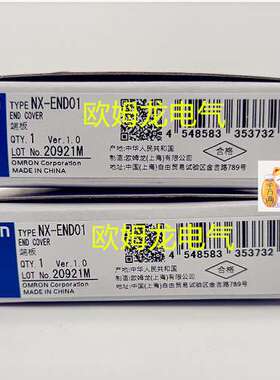 TYPE NX-END01
END COVER
端板
QTY. 1 Ver.1.0
LOT No. 20921M
OMRON Corporation
MADE IN CHINA
产地:中华人民共和国
制造:欧姆龙(上海)有限公司
地址:中国(上海)自由贸易试验区金吉路789号
合格
4 548583 353732
欧姆龙电气
TYPE NX-END01
END COVER
端板
QTY. 1 Ver.1.0
LOT No. 20921M
OMRON Corporation
MADE IN CHINA
产地:中华人民共和国
制造:欧姆龙(上海)有限公司
地址:中国(上海)自由贸易试验区金吉路789号
合格
4 548583 353732
欧姆龙电气